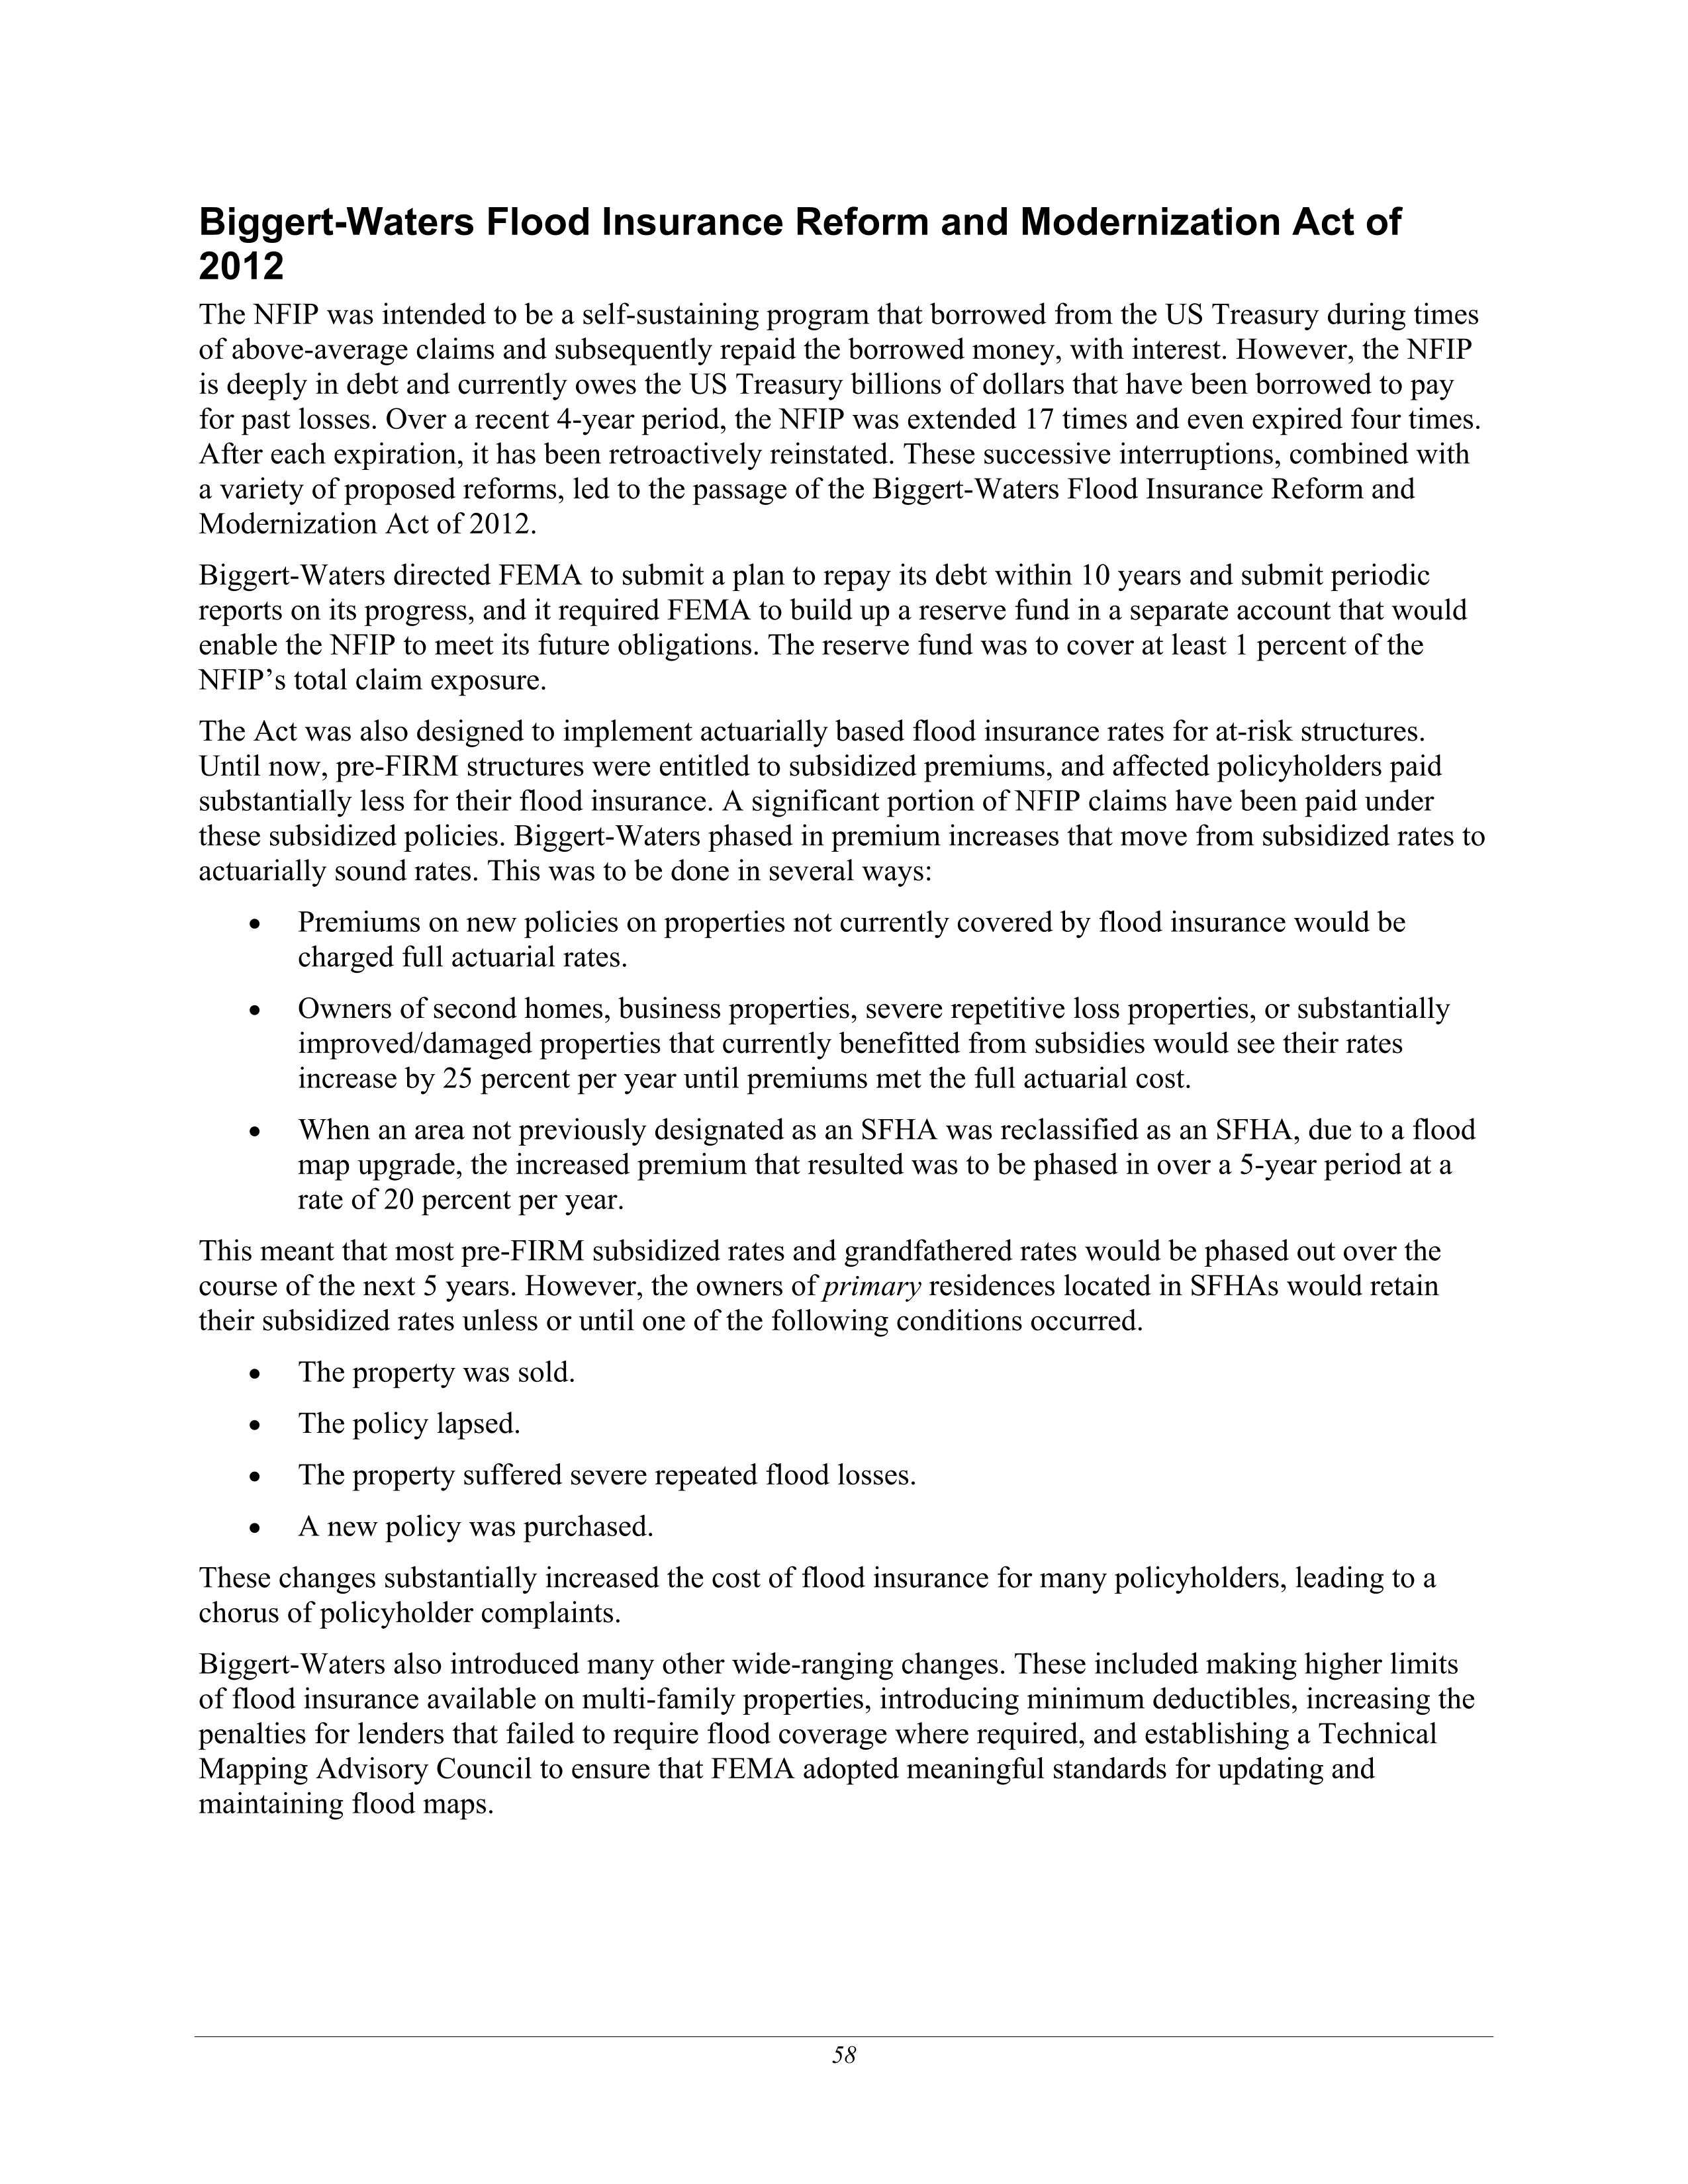 Biggert-Waters Flood Insurance Reform and Modernization Act of
2012
The NFIP was intended to be a self-sustaining program that borrowed from the US Treasury during times
of above-average claims and subsequently repaid the borrowed money, with interest. However, the NFIP
is deeply in debt and currently owes the US Treasury billions of dollars that have been borrowed to pay
for past losses. Over a recent 4-year period, the NFIP was extended 17 times and even expired four times.
After each expiration, it has been retroactively reinstated. These successive interruptions, combined with
a variety of proposed reforms, led to the passage of the Biggert-Waters Flood Insurance Reform and
Modernization Act of 2012.
Biggert-Waters directed FEMA to submit a plan to repay its debt within 10 years and submit periodic
reports on its progress, and it required FEMA to build up a reserve fund in a separate account that would
enable the NFIP to meet its future obligations. The reserve fund was to cover at least 1 percent of the
NFIP’s total claim exposure.
The Act was also designed to implement actuarially based flood insurance rates for at-risk structures.
Until now, pre-FIRM structures were entitled to subsidized premiums, and affected policyholders paid
substantially less for their flood insurance. A significant portion of NFIP claims have been paid under
these subsidized policies. Biggert-Waters phased in premium increases that move from subsidized rates to
actuarially sound rates. This was to be done in several ways:
• Premiums on new policies on properties not currently covered by flood insurance would be
charged full actuarial rates.
• Owners of second homes, business properties, severe repetitive loss properties, or substantially
improved/damaged properties that currently benefitted from subsidies would see their rates
increase by 25 percent per year until premiums met the full actuarial cost.
• When an area not previously designated as an SFHA was reclassified as an SFHA, due to a flood
map upgrade, the increased premium that resulted was to be phased in over a 5-year period at a
rate of 20 percent per year.
This meant that most pre-FIRM subsidized rates and grandfathered rates would be phased out over the
course of the next 5 years. However, the owners of primary residences located in SFHAs would retain
their subsidized rates unless or until one of the following conditions occurred.
• The property was sold.
• The policy lapsed.
• The property suffered severe repeated flood losses.
• A new policy was purchased.
These changes substantially increased the cost of flood insurance for many policyholders, leading to a
chorus of policyholder complaints.
Biggert-Waters also introduced many other wide-ranging changes. These included making higher limits
of flood insurance available on multi-family properties, introducing minimum deductibles, increasing the
penalties for lenders that failed to require flood coverage where required, and establishing a Technical
Mapping Advisory Council to ensure that FEMA adopted meaningful standards for updating and
maintaining flood maps.
58